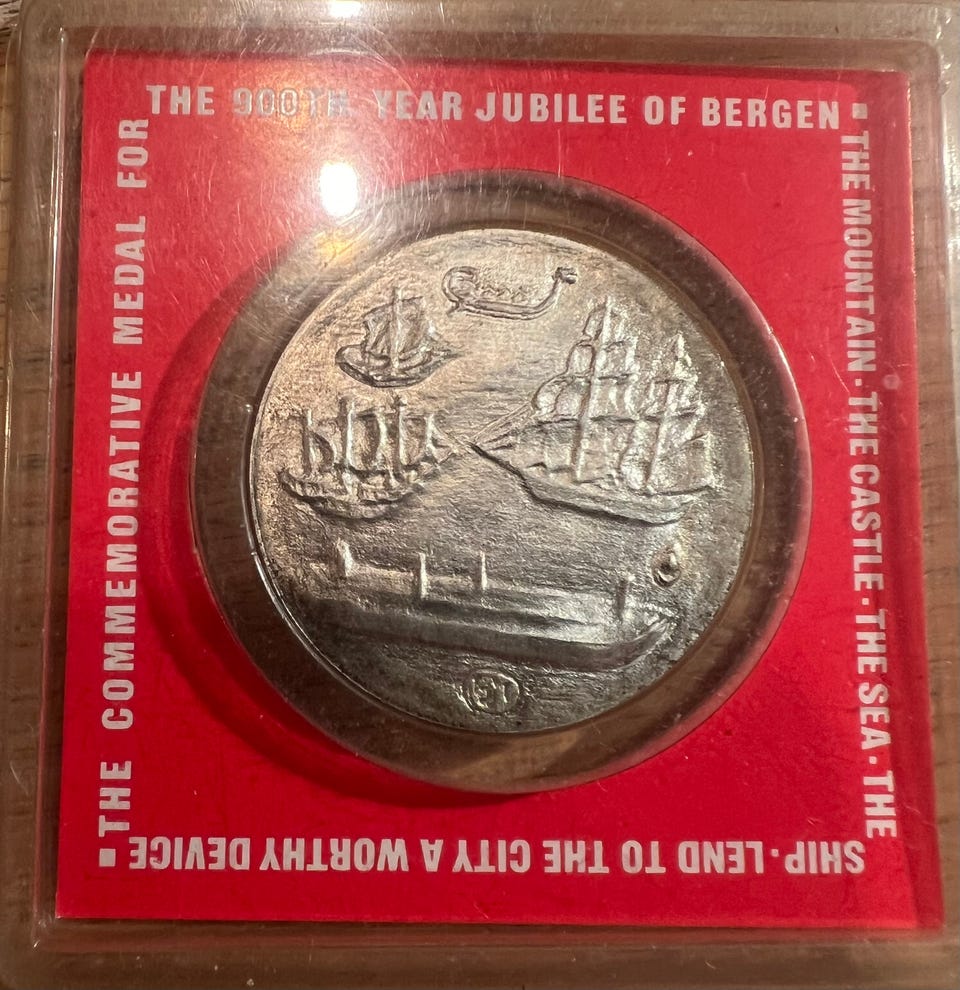 THE COMMEMORATIVE MEDAL FOR
THE 900TH YEAR JUBILEE OF BERGEN ▪
THE MOUNTAIN · THE CASTLE · THE SEA · THE
SHIP · LEND TO THE CITY A WORTHY DEVICE ▪